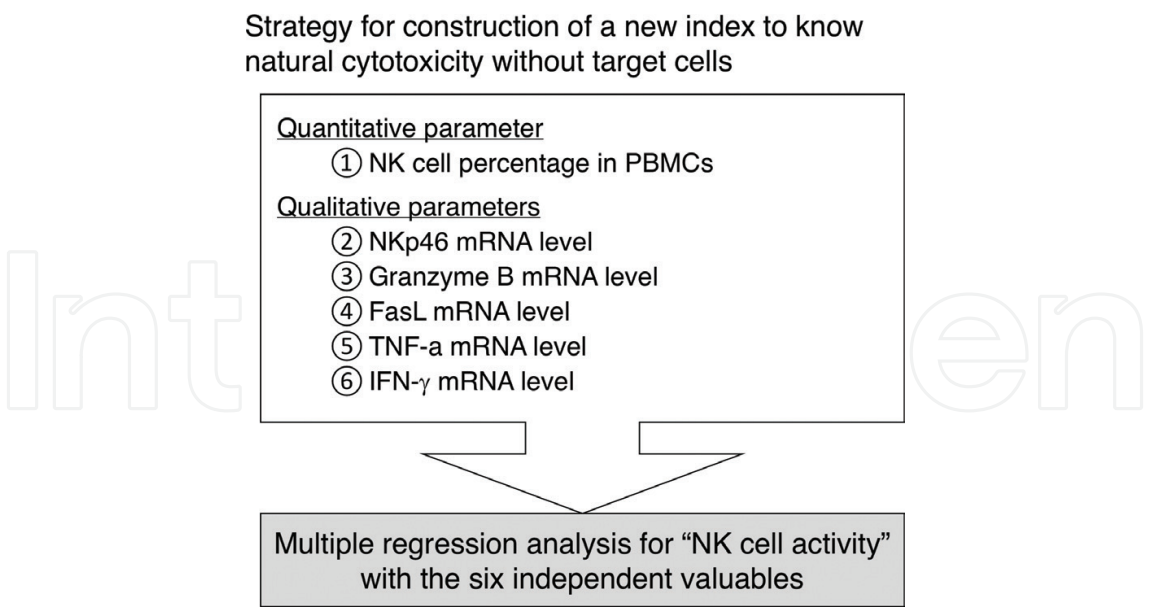 Strategy for construction of a new index to know
natural cytotoxicity without target cells
Quantitative parameter
① NK cell percentage in PBMCs
Qualitative parameters
② NKp46 mRNA level
③ Granzyme B mRNA level
④ FasL mRNA level
⑤ TNF-a mRNA level
⑥ IFN-γ mRNA level
Multiple regression analysis for “NK cell activity”
with the six independent valuables